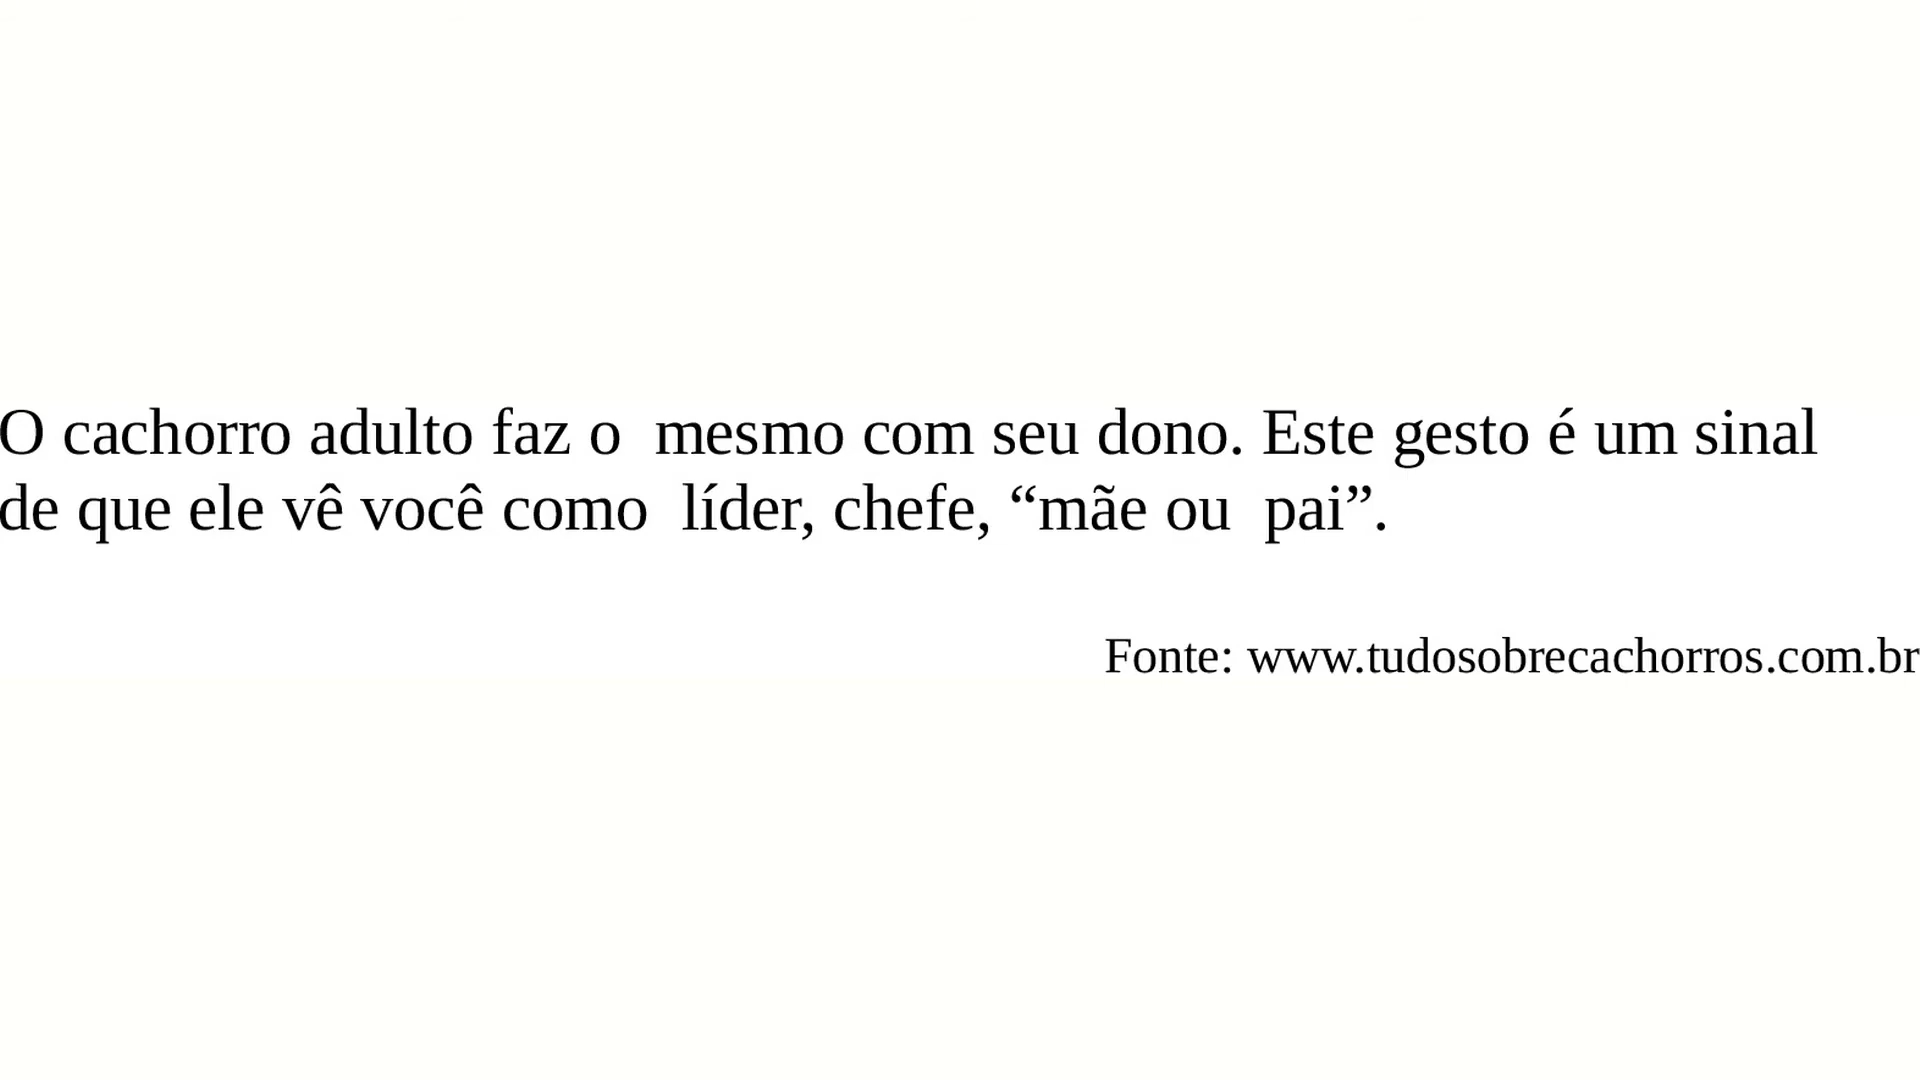 O cachorro adulto faz o  mesmo com seu dono. Este gesto é um sinal
de que ele vê você como  líder, chefe, “mãe ou  pai”.
Fonte: www.tudosobrecachorros.com.br